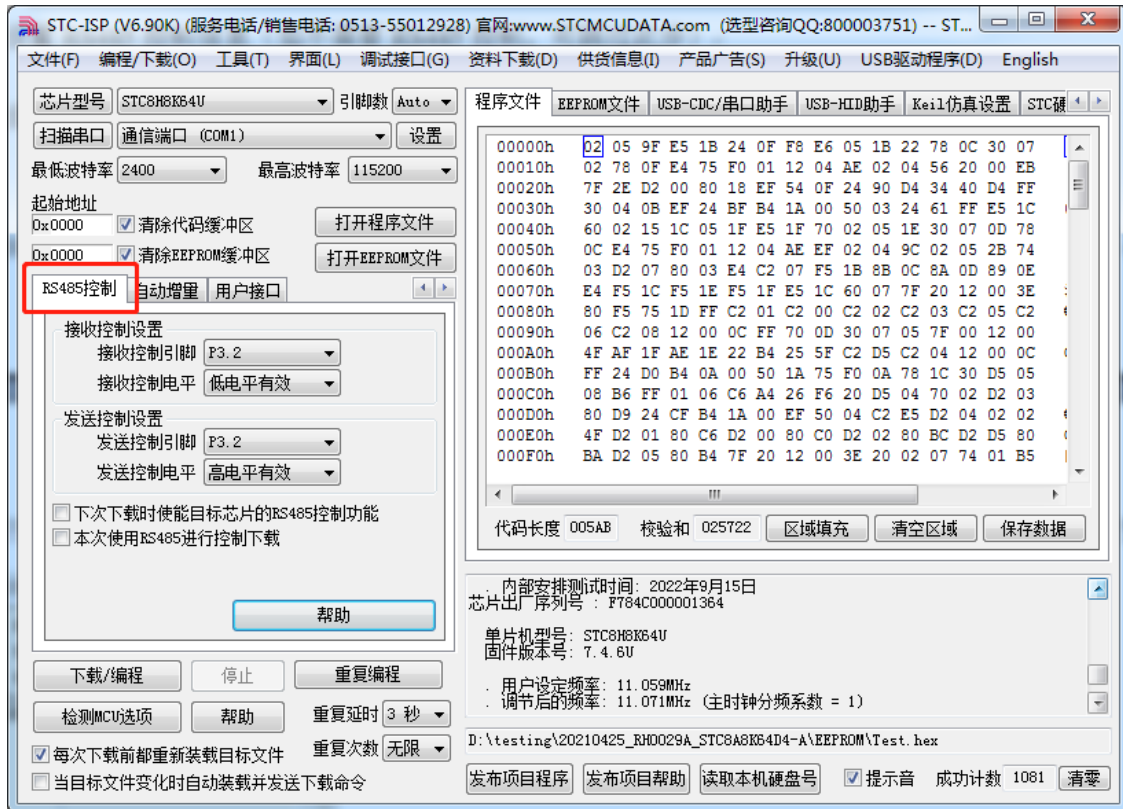 STC-ISP (V6.90K) (服务电话/销售电话: 0513-55012928) 官网:www.STCMCUDATA.com (选型咨询QQ:800003751) -- ST...
文件(F) 编程/下载(O) 工具(T) 界面(L) 调试接口(G) 资料下载(D) 供货信息(I) 产品广告(S) 升级(U) USB驱动程序(D) English
芯片型号 STC8H8K64U 引脚数 Auto
扫描串口 通信端口 (COM1) 设置
最低波特率 2400 最高波特率 115200
起始地址
0x0000 清除代码缓冲区 打开程序文件
0x0000 清除EEPROM缓冲区 打开EEPROM文件
RS485控制 自动增量 用户接口
接收控制设置
接收控制引脚 P3.2
接收控制电平 低电平有效
发送控制设置
发送控制引脚 P3.2
发送控制电平 高电平有效
下次下载时使能目标芯片的RS485控制功能
本次使用RS485进行控制下载
帮助
下载/编程 停止 重复编程
检测MCU选项 帮助 重复延时 3 秒
每次下载前都重新装载目标文件 重复次数 无限
当目标文件变化时自动装载并发送下载命令
程序文件 EEPROM文件 USB-CDC/串口助手 USB-HID助手 Keil仿真设置 STC硬
00000h 02 05 9F E5 1B 24 0F F8 E6 05 1B 22 78 0C 30 07
00010h 02 78 0F E4 75 F0 01 12 04 AE 02 04 56 20 00 EB
00020h 7F 2E D2 00 80 18 EF 54 0F 24 90 D4 34 40 D4 FF
00030h 30 04 0B EF 24 BF B4 1A 00 50 03 24 61 FF E5 1C
00040h 60 02 15 1C 05 1F E5 1F 70 02 05 1E 30 07 0D 78
00050h 0C E4 75 F0 01 12 04 AE EF 02 04 9C 02 05 2B 74
00060h 03 D2 07 80 03 E4 C2 07 F5 1B 8B 0C 8A 0D 89 0E
00070h E4 F5 1C F5 1E F5 1F E5 1C 60 07 7F 20 12 00 3E
00080h 80 F5 75 1D FF C2 01 C2 00 C2 02 C2 03 C2 05 C2
00090h 06 C2 08 12 00 0C FF 70 0D 30 07 05 7F 00 12 00
000A0h 4F AF 1F AE 1E 22 B4 25 5F C2 D5 C2 04 12 00 0C
000B0h FF 24 D0 B4 0A 00 50 1A 75 F0 0A 78 1C 30 D5 05
000C0h 08 B6 FF 01 06 C6 A4 26 F6 20 D5 04 70 02 D2 03
000D0h 80 D9 24 CF B4 1A 00 EF 50 04 C2 E5 D2 04 02 02
000E0h 4F D2 01 80 C6 D2 00 80 C0 D2 02 80 BC D2 D5 80
000F0h BA D2 05 80 B4 7F 20 12 00 3E 20 02 07 74 01 B5
代码长度 005AB 校验和 025722 区域填充 清空区域 保存数据
. 内部安排测试时间: 2022年9月15日
芯片出厂序列号 : F784C000001364
单片机型号: STC8H8K64U
固件版本号: 7.4.6U
. 用户设定频率: 11.059MHz
. 调节后的频率: 11.071MHz (主时钟分频系数 = 1)
D:\testing\20210425_RH0029A_STC8A8K64D4-A\EEPROM\Test.hex
发布项目程序 发布项目帮助 读取本机硬盘号 提示音 成功计数 1081 清零